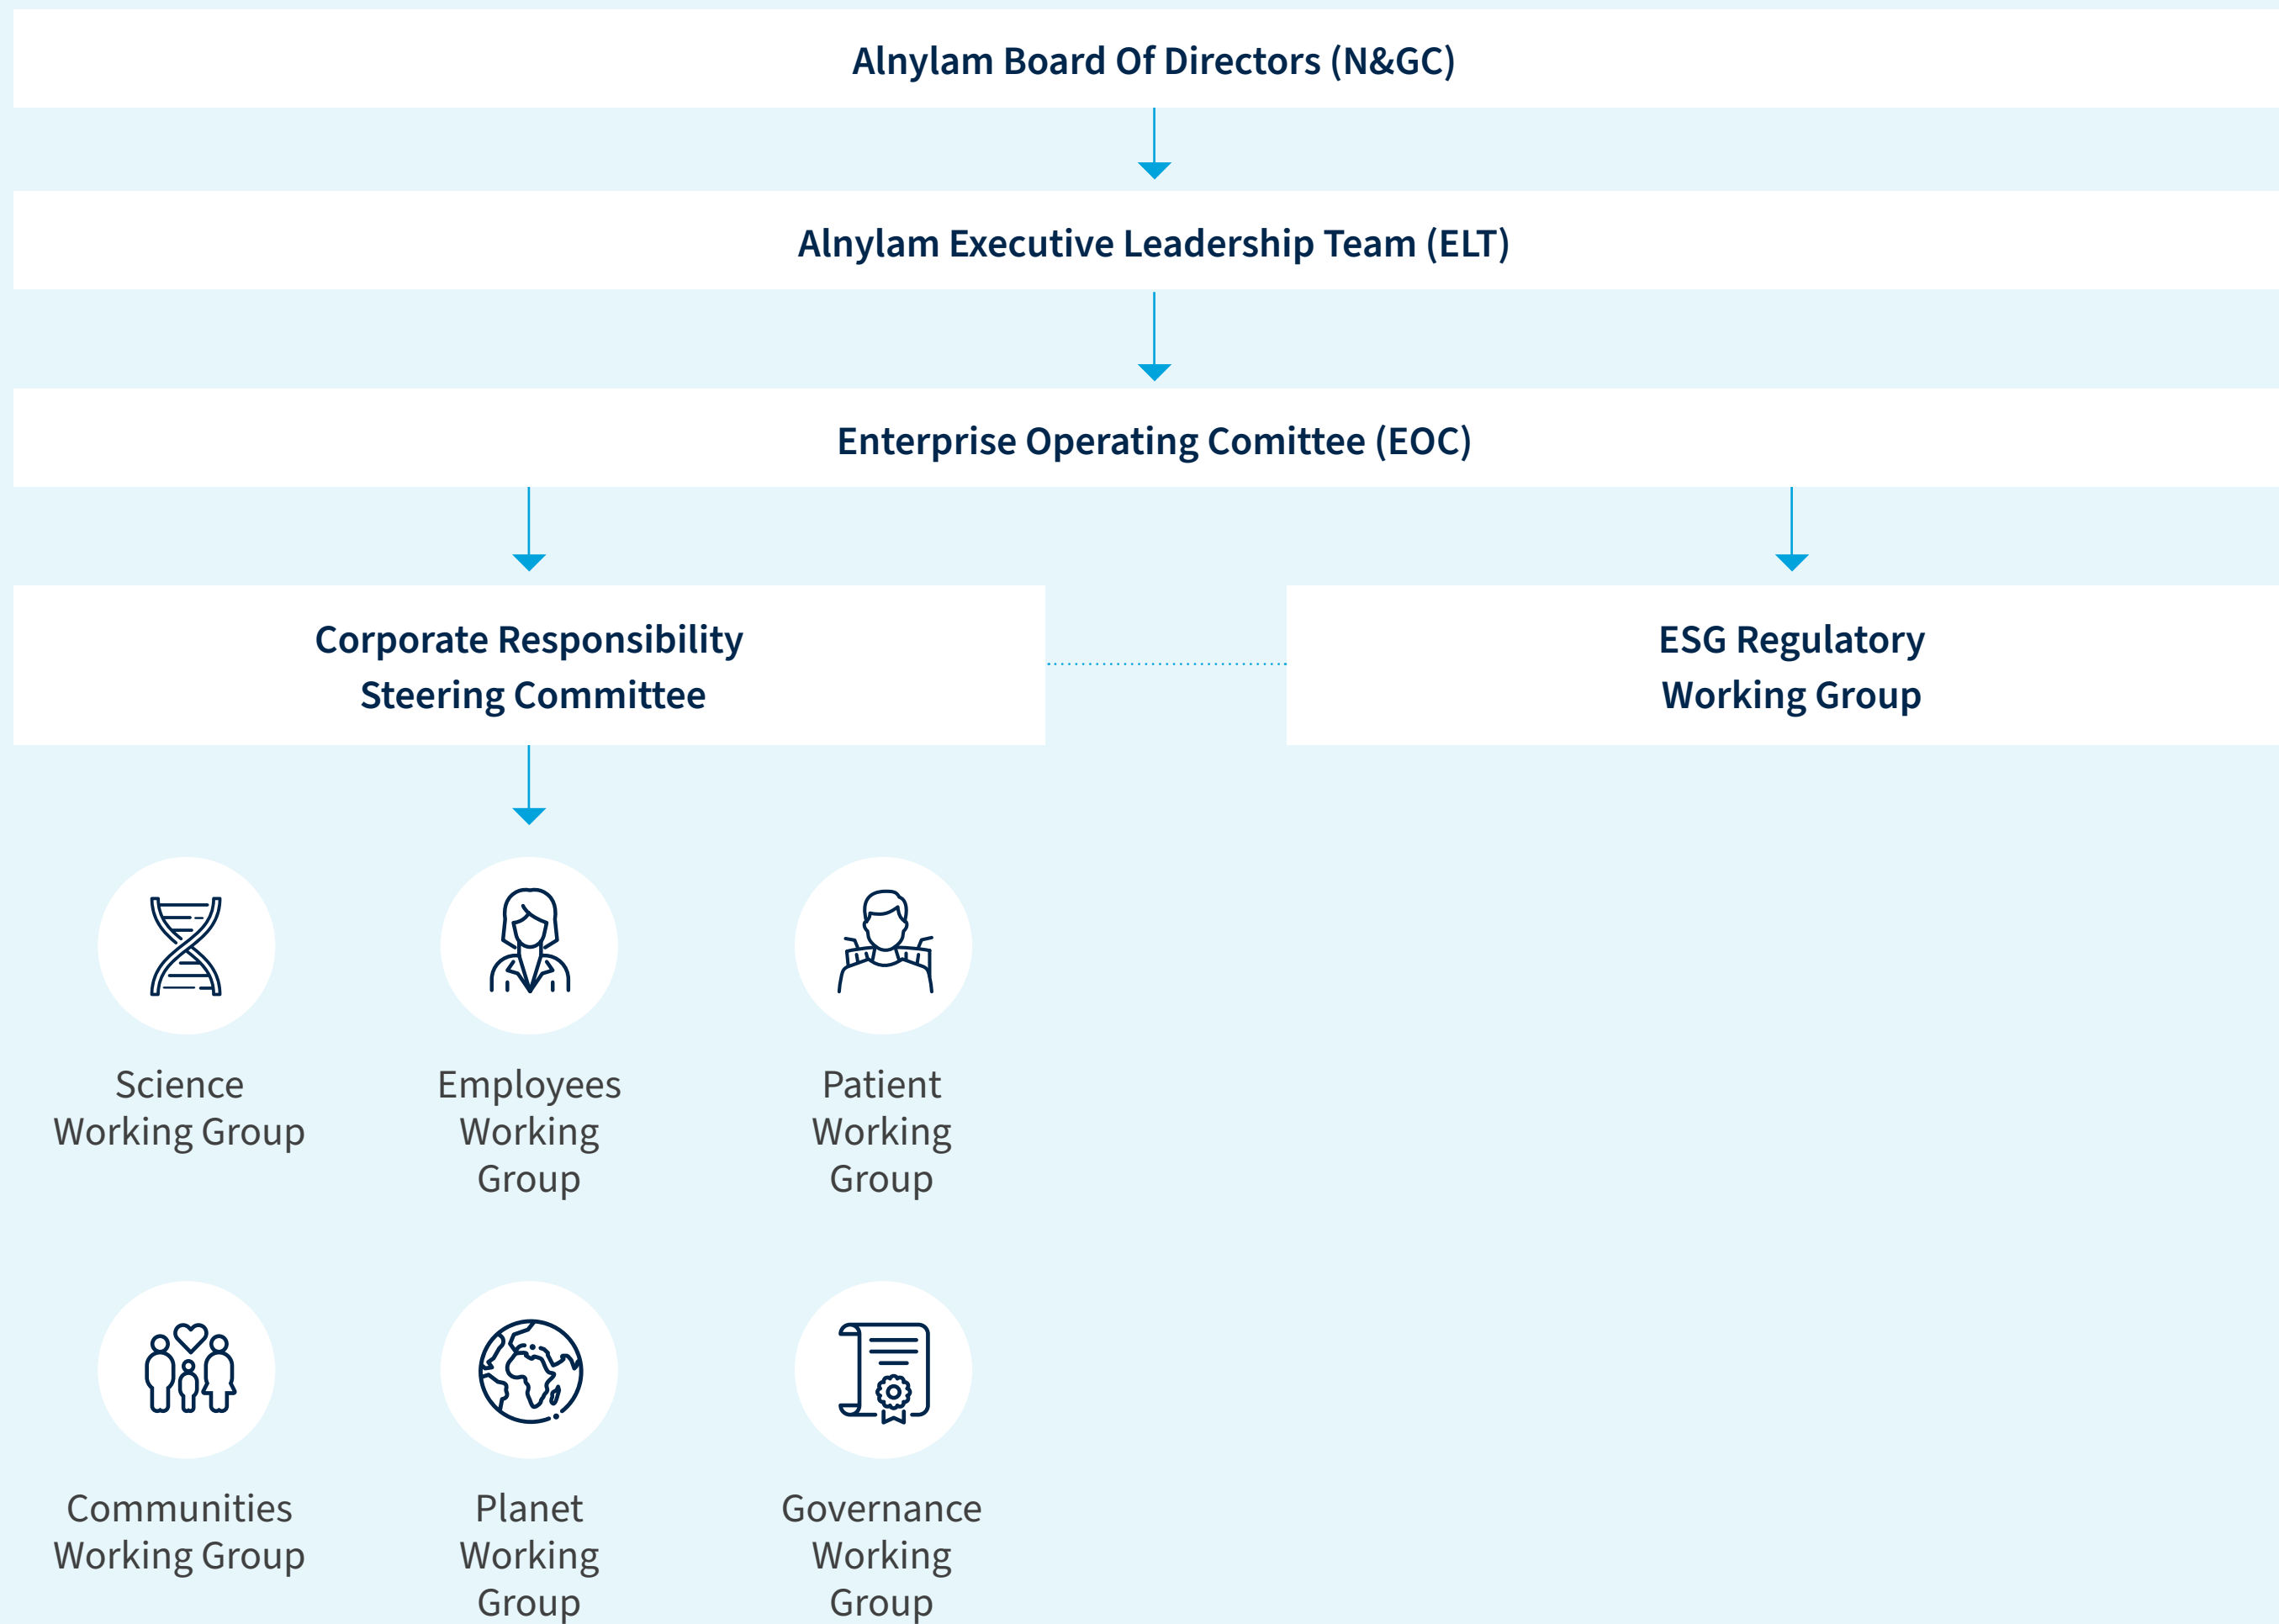 Alnylam Board Of Directors (N&GC)
Alnylam Executive Leadership Team (ELT)
Enterprise Operating Comittee (EOC)
Corporate Responsibility
Steering Committee
ESG Regulatory
Working Group
Science
Working Group
Employees
Working
Group
Patient
Working
Group
Communities
Working Group
Planet
Working
Group
Governance
Working
Group